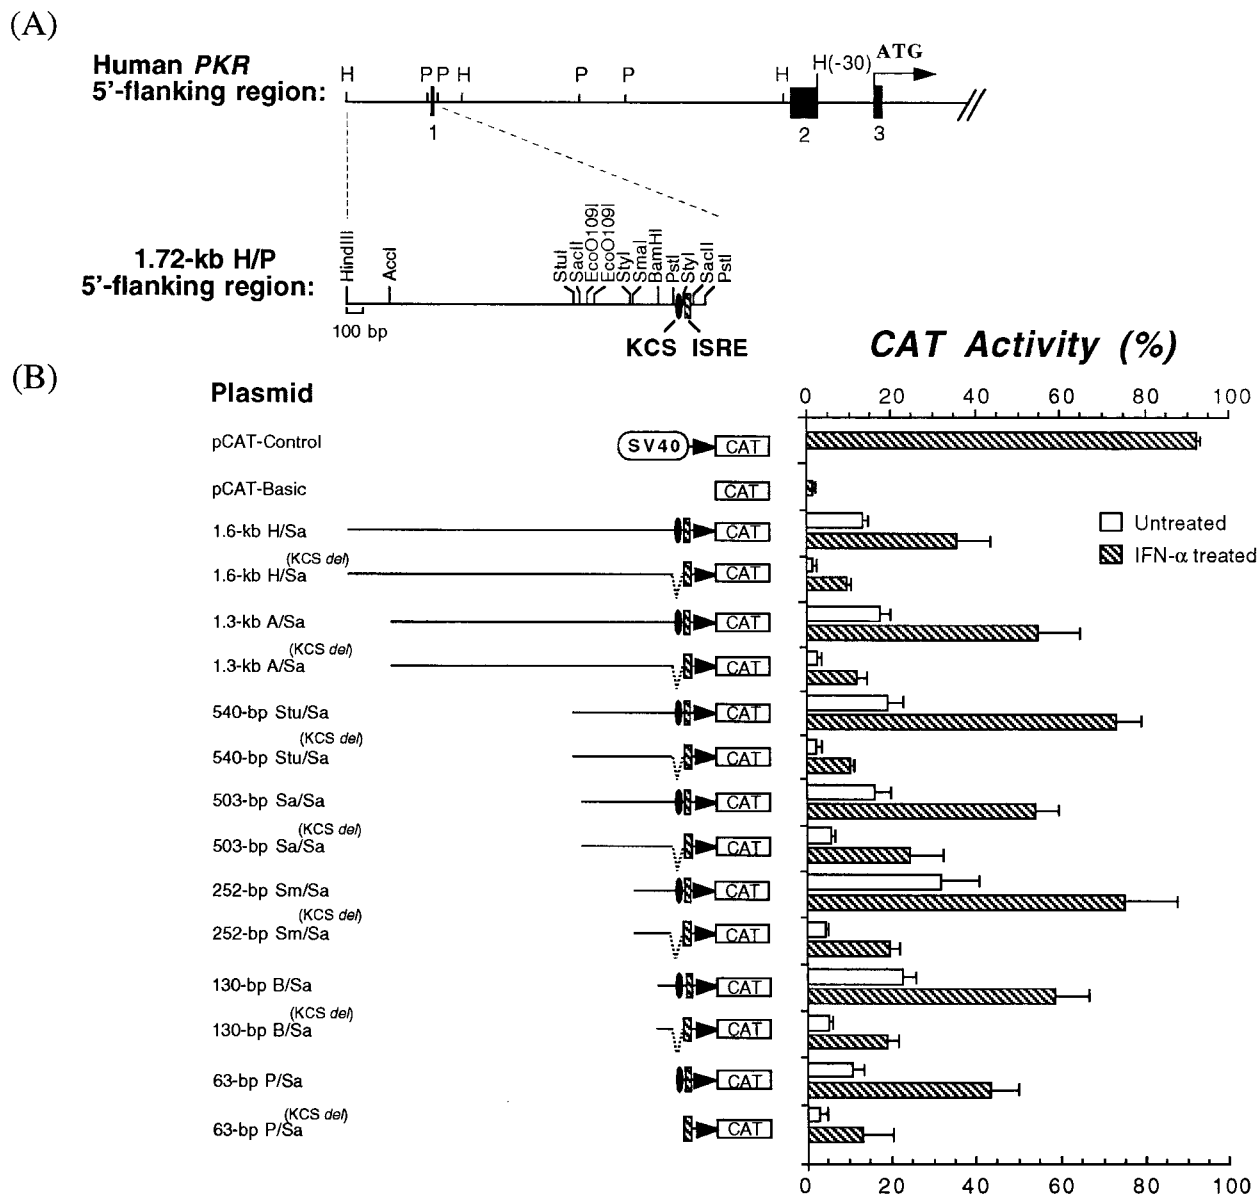 (A)
Human PKR
5'-flanking region:
H P P H P P H H(-30) ATG
1 2 3
1.72-kb H/P
5'-flanking region:
HindIII AccI StuI SacII EcoO109I EcoO109I StyI SmaI BamHI PstI StyI SacII PstI
100 bp
KCS ISRE
CAT Activity (%)
(B)
Plasmid
0 20 40 60 80 100
pCAT-Control SV40 CAT
pCAT-Basic CAT
1.6-kb H/Sa CAT
Untreated
IFN-α treated
(KCS del)
1.6-kb H/Sa CAT
1.3-kb A/Sa CAT
(KCS del)
1.3-kb A/Sa CAT
540-bp Stu/Sa CAT
(KCS del)
540-bp Stu/Sa CAT
503-bp Sa/Sa CAT
(KCS del)
503-bp Sa/Sa CAT
252-bp Sm/Sa CAT
(KCS del)
252-bp Sm/Sa CAT
130-bp B/Sa CAT
(KCS del)
130-bp B/Sa CAT
63-bp P/Sa CAT
(KCS del)
63-bp P/Sa CAT
0 20 40 60 80 100